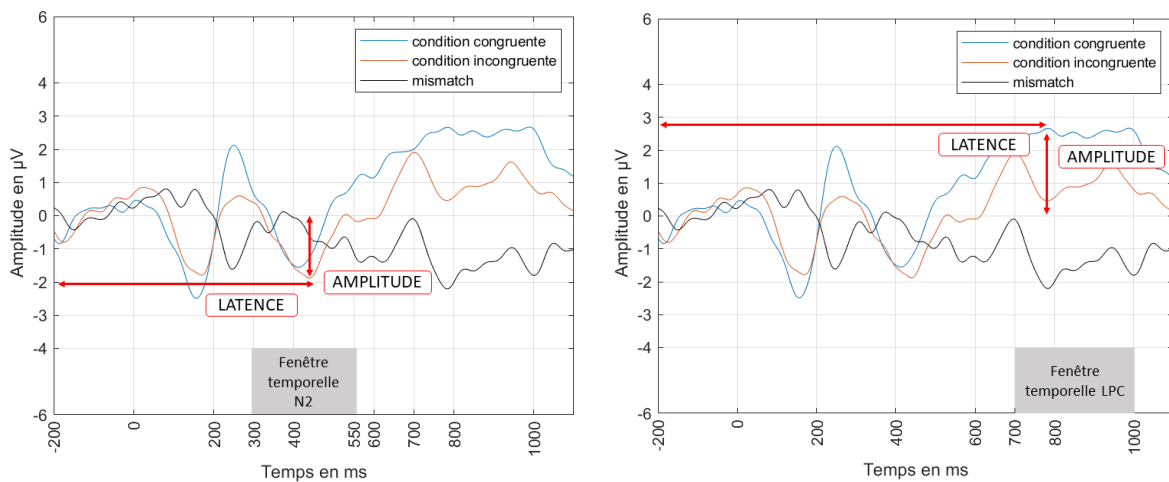 6
5
4
3
2
1
0
-1
-2
-3
-4
-6
Amplitude en µV
condition congruente
condition incongruente
mismatch
AMPLITUDE
LATENCE
Fenêtre
temporelle
N2
-200
0
200
300
400
550
600
700
800
1000
Temps en ms
6
5
4
3
2
1
0
-1
-2
-3
-4
-6
Amplitude en µV
condition congruente
condition incongruente
mismatch
LATENCE
AMPLITUDE
Fenêtre
temporelle LPC
-200
0
200
400
600
700
800
1000
Temps en ms